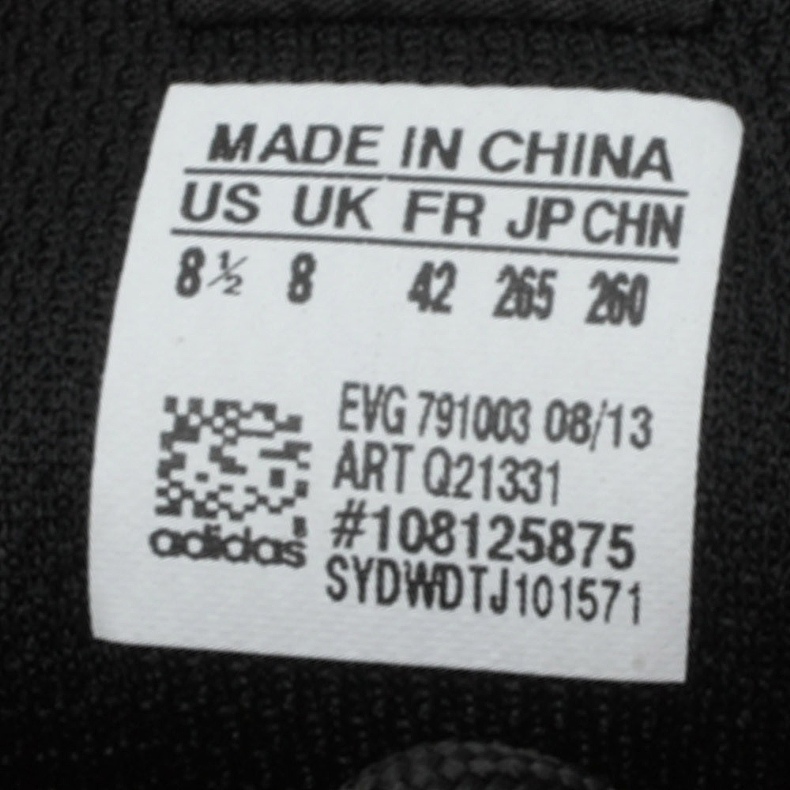 MADE IN CHINA
US UK FR JP CHN
8½ 8 42 265 260
EVG 791003 08/13
ART Q21331
#108125875
SYDWDTJ101571
adidas